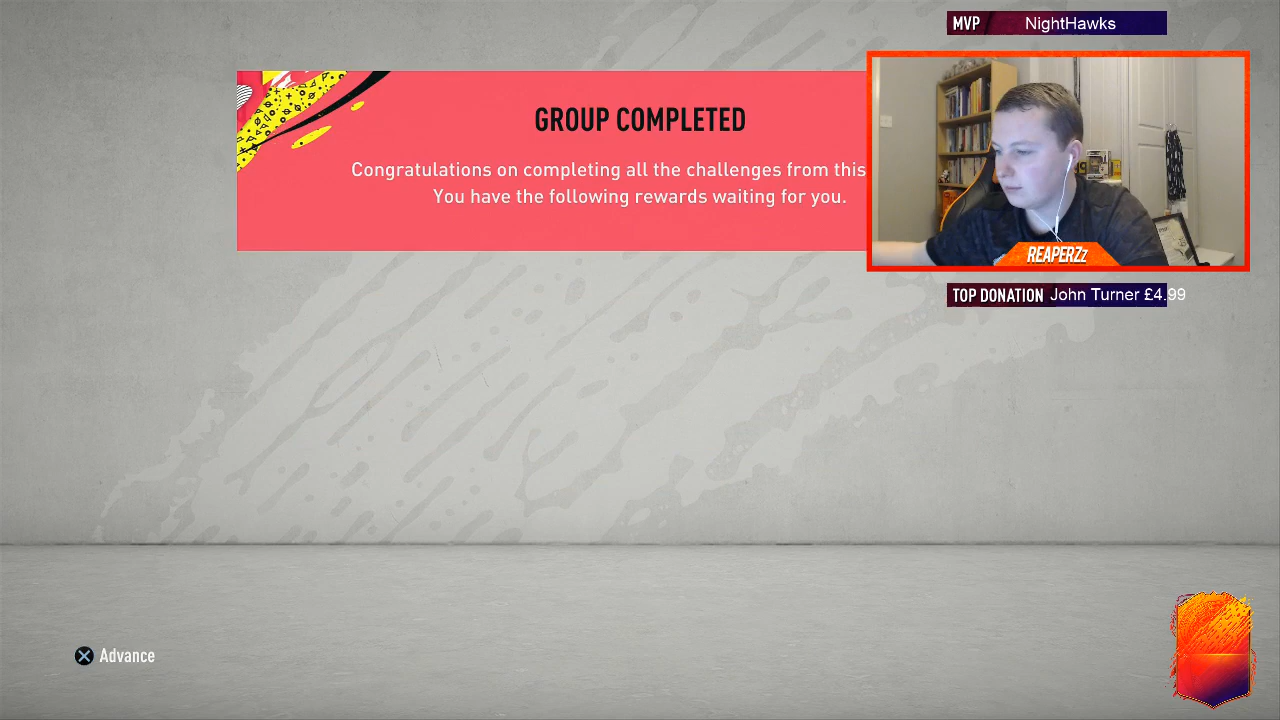 MVP NightHawks
GROUP COMPLETED
Congratulations on completing all the challenges from this
You have the following rewards waiting for you.
REAPERZz
TOP DONATION John Turner £4.99
Advance